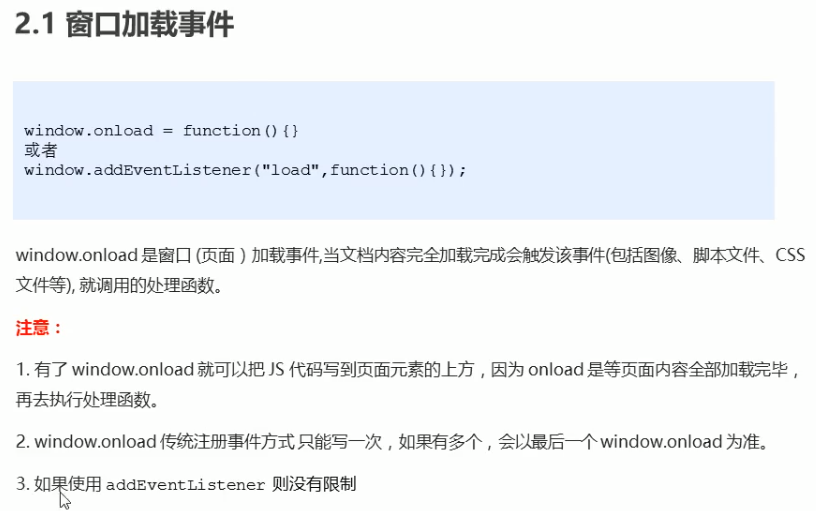 2.1 窗口加载事件
window.onload = function(){}
或者
window.addEventListener("load",function(){});
window.onload 是窗口 (页面）加载事件,当文档内容完全加载完成会触发该事件(包括图像、脚本文件、CSS
文件等), 就调用的处理函数。
注意：
1. 有了 window.onload 就可以把 JS 代码写到页面元素的上方，因为 onload 是等页面内容全部加载完毕，
再去执行处理函数。
2. window.onload 传统注册事件方式 只能写一次，如果有多个，会以最后一个 window.onload 为准。
3. 如果使用 addEventListener 则没有限制